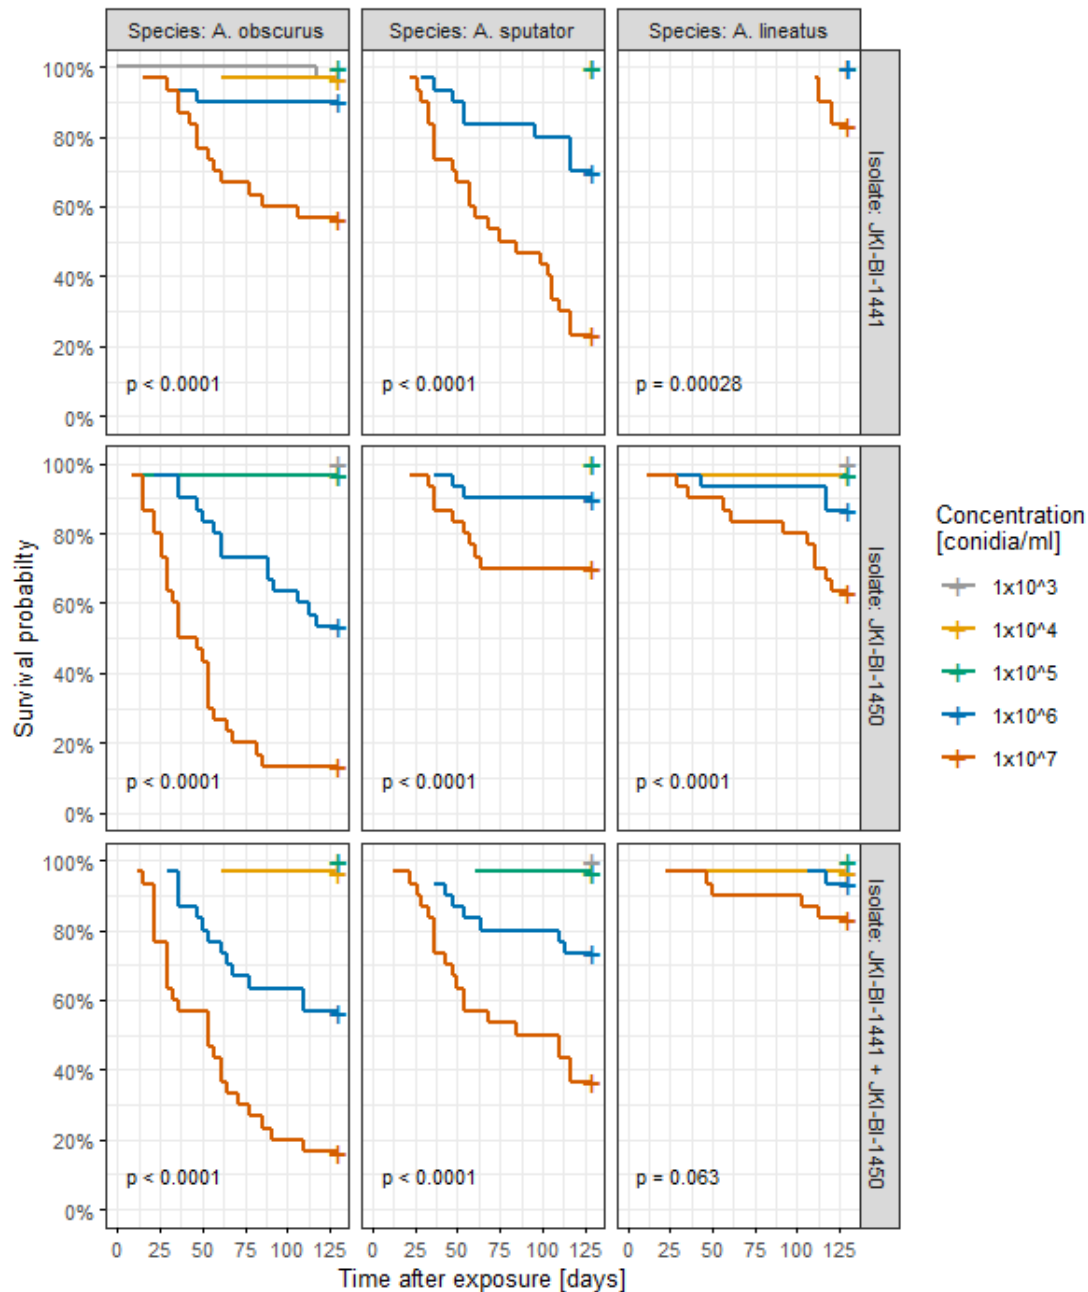 Species: A. obscurus
Species: A. sputator
Species: A. lineatus
100%
80%
60%
40%
20%
0%
p < 0.0001
p < 0.0001
p = 0.00028
Isolate: JKI-BI-1441
100%
80%
60%
40%
20%
0%
p < 0.0001
p < 0.0001
p < 0.0001
Isolate: JKI-BI-1450
100%
80%
60%
40%
20%
0%
p < 0.0001
p < 0.0001
p = 0.063
Isolate: JKI-BI-1441 + JKI-BI-1450
0 25 50 75 100 125
0 25 50 75 100 125
0 25 50 75 100 125
Time after exposure [days]
Survival probabilty
Concentration
[conidia/ml]
1x10^3
1x10^4
1x10^5
1x10^6
1x10^7